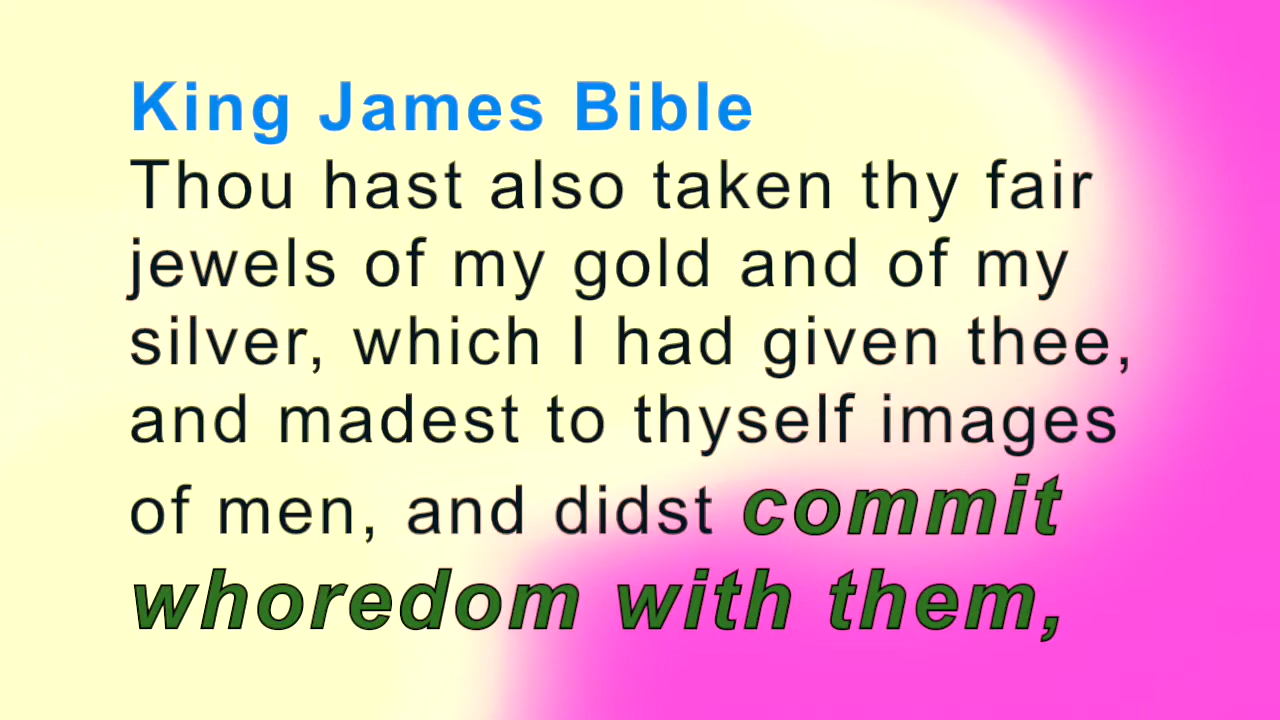 King James Bible
Thou hast also taken thy fair
jewels of my gold and of my
silver, which I had given thee,
and madest to thyself images
of men, and didst commit
whoredom with them,